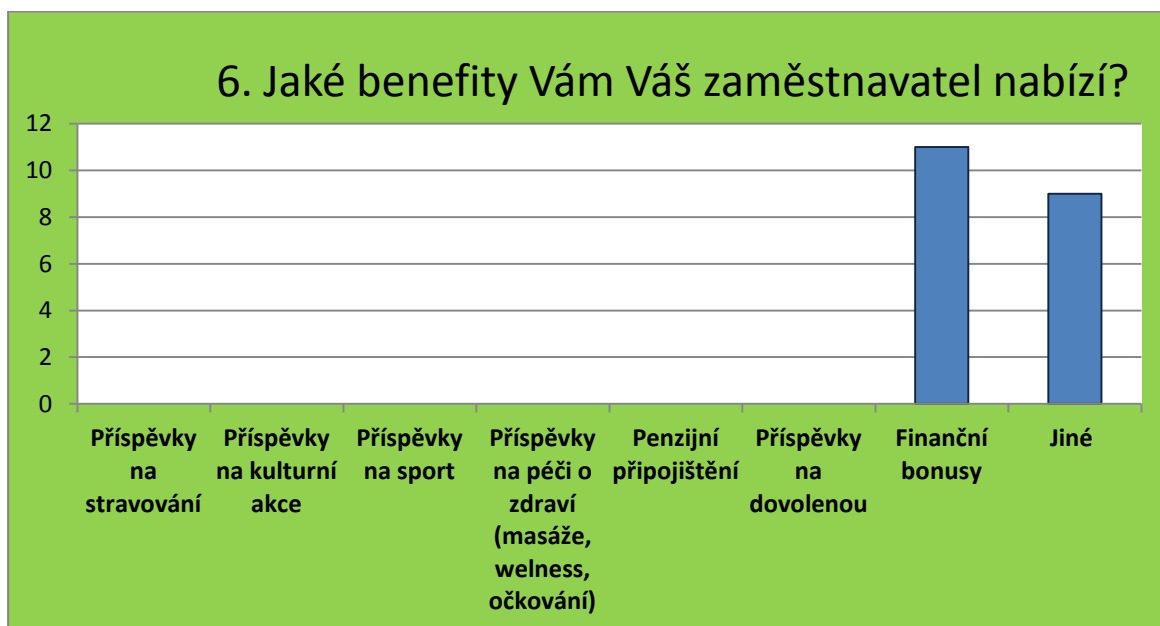 6. Jaké benefity Vám Váš zaměstnavatel nabízí?
12
10
8
6
4
2
0
Příspěvky
na
stravování
Příspěvky
na kulturní
akce
Příspěvky
na sport
Příspěvky
na péči o
zdraví
(masáže,
welness,
očkování)
Penzijní
připojištění
Příspěvky
na
dovolenou
Finanční
bonusy
Jiné